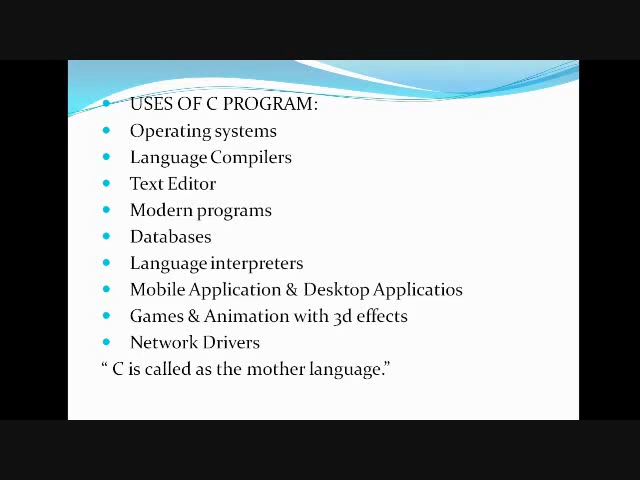 USES OF C PROGRAM:
Operating systems
Language Compilers
Text Editor
Modern programs
Databases
Language interpreters
Mobile Application & Desktop Applicatios
Games & Animation with 3d effects
Network Drivers
“ C is called as the mother language.”